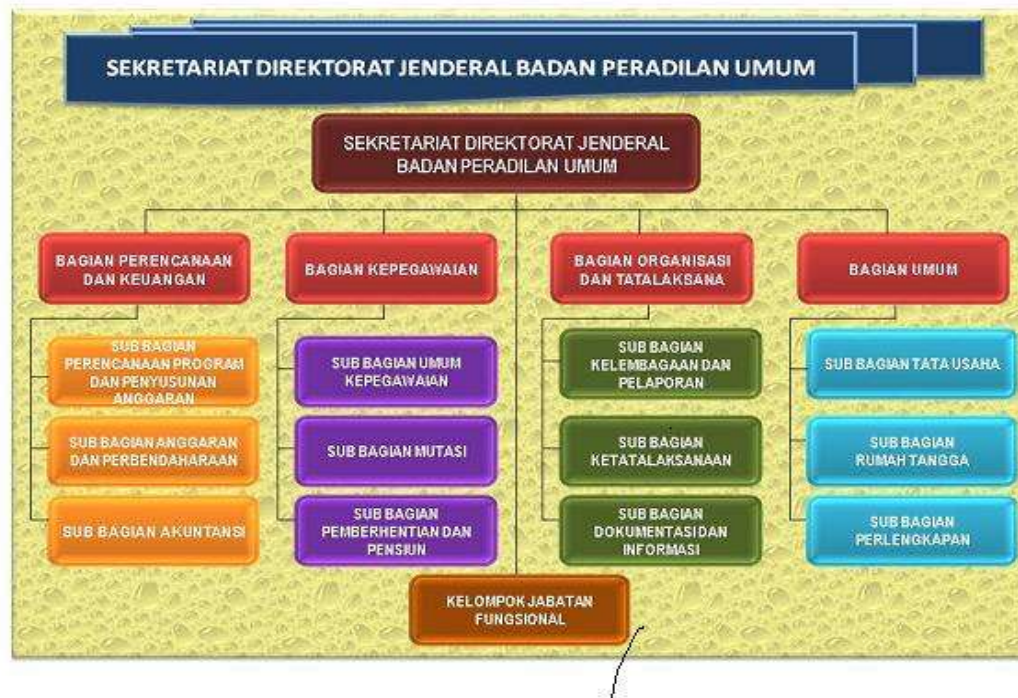 SEKRETARIAT DIREKTORAT JENDERAL BADAN PERADILAN UMUM
SEKRETARIAT DIREKTORAT JENDERAL
BADAN PERADILAN UMUM
BAGIAN PERENCANAAN
DAN KEUANGAN
BAGIAN KEPEGAWAIAN
BAGIAN ORGANISASI
DAN TATALAKSANA
BAGIAN UMUM
SUB BAGIAN
PERENCANAAN PROGRAM
DAN PENYUSUNAN
ANGGARAN
SUB BAGIAN UMUM
KEPEGAWAIAN
SUB BAGIAN
KELEMBAGAAN DAN
PELAPORAN
SUB BAGIAN TATA USAHA
SUB BAGIAN ANGGARAN
DAN PERBENDAHARAAN
SUB BAGIAN MUTASI
SUB BAGIAN
KETATALAKSANAAN
SUB BAGIAN
RUMAH TANGGA
SUB BAGIAN AKUNTANSI
SUB BAGIAN
PEMBERHENTIAN DAN
PENSIUN
SUB BAGIAN
DOKUMENTASI DAN
INFORMASI
SUB BAGIAN
PERLENGKAPAN
KELOMPOK JABATAN
FUNGSIONAL